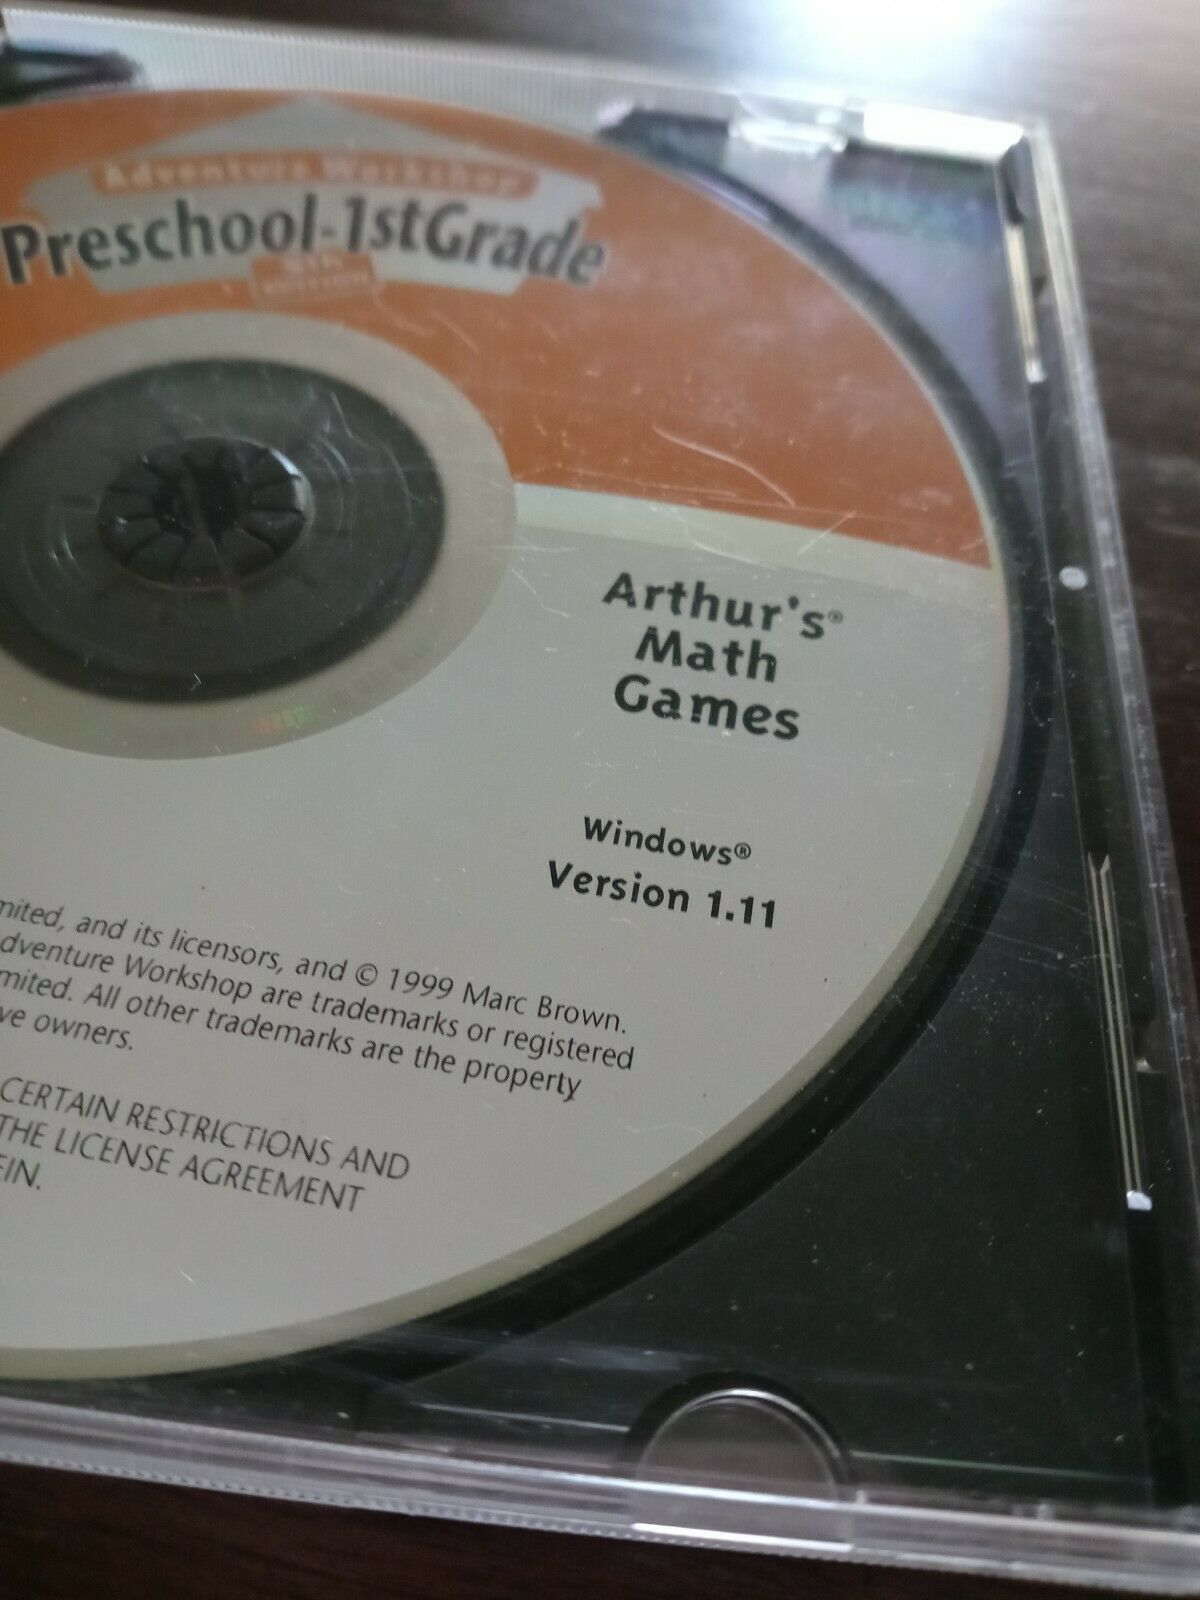 Adventure Workshop
Preschool-1stGrade
EDITION
Arthur's®
Math
Games
Windows®
Version 1.11
mited, and its licensors, and © 1999 Marc Brown.
dventure Workshop are trademarks or registered
mited. All other trademarks are the property
ve owners.
CERTAIN RESTRICTIONS AND
THE LICENSE AGREEMENT
EIN.